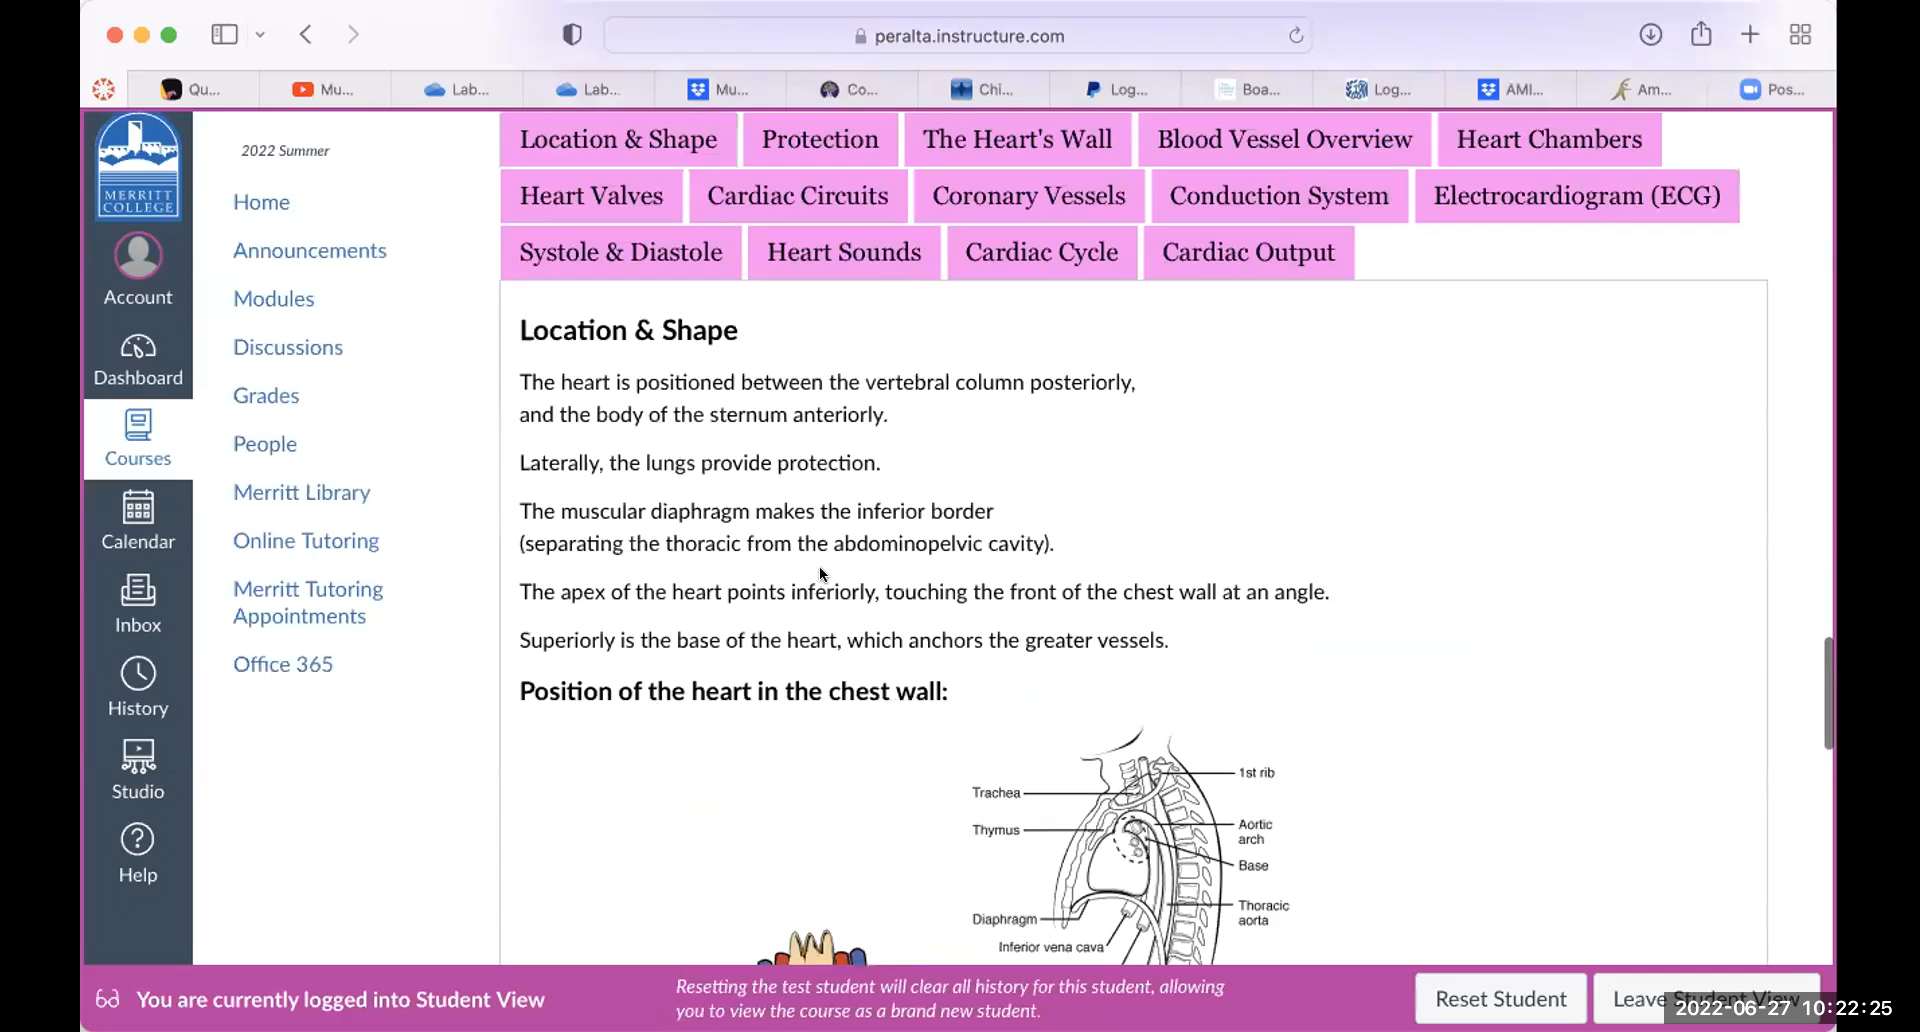 peralta.instructure.com
Qu...
Mu...
Lab...
Lab...
Mu...
Co...
Chi...
Log...
Boa...
Log...
AMI...
Am...
Pos...
MERRITT
COLLEGE
Account
Dashboard
Courses
Calendar
Inbox
History
Studio
Help
2022 Summer
Home
Announcements
Modules
Discussions
Grades
People
Merritt Library
Online Tutoring
Merritt Tutoring
Appointments
Office 365
Location & Shape
Protection
The Heart's Wall
Blood Vessel Overview
Heart Chambers
Heart Valves
Cardiac Circuits
Coronary Vessels
Conduction System
Electrocardiogram (ECG)
Systole & Diastole
Heart Sounds
Cardiac Cycle
Cardiac Output
Location & Shape
The heart is positioned between the vertebral column posteriorly,
and the body of the sternum anteriorly.
Laterally, the lungs provide protection.
The muscular diaphragm makes the inferior border
(separating the thoracic from the abdominopelvic cavity).
The apex of the heart points inferiorly, touching the front of the chest wall at an angle.
Superiorly is the base of the heart, which anchors the greater vessels.
Position of the heart in the chest wall:
1st rib
Trachea
Thymus
Aortic
arch
Base
Thoracic
aorta
Diaphragm
Inferior vena cava
You are currently logged into Student View
Resetting the test student will clear all history for this student, allowing
you to view the course as a brand new student.
Reset Student
Leave Student View
2022-06-27 10:22:25